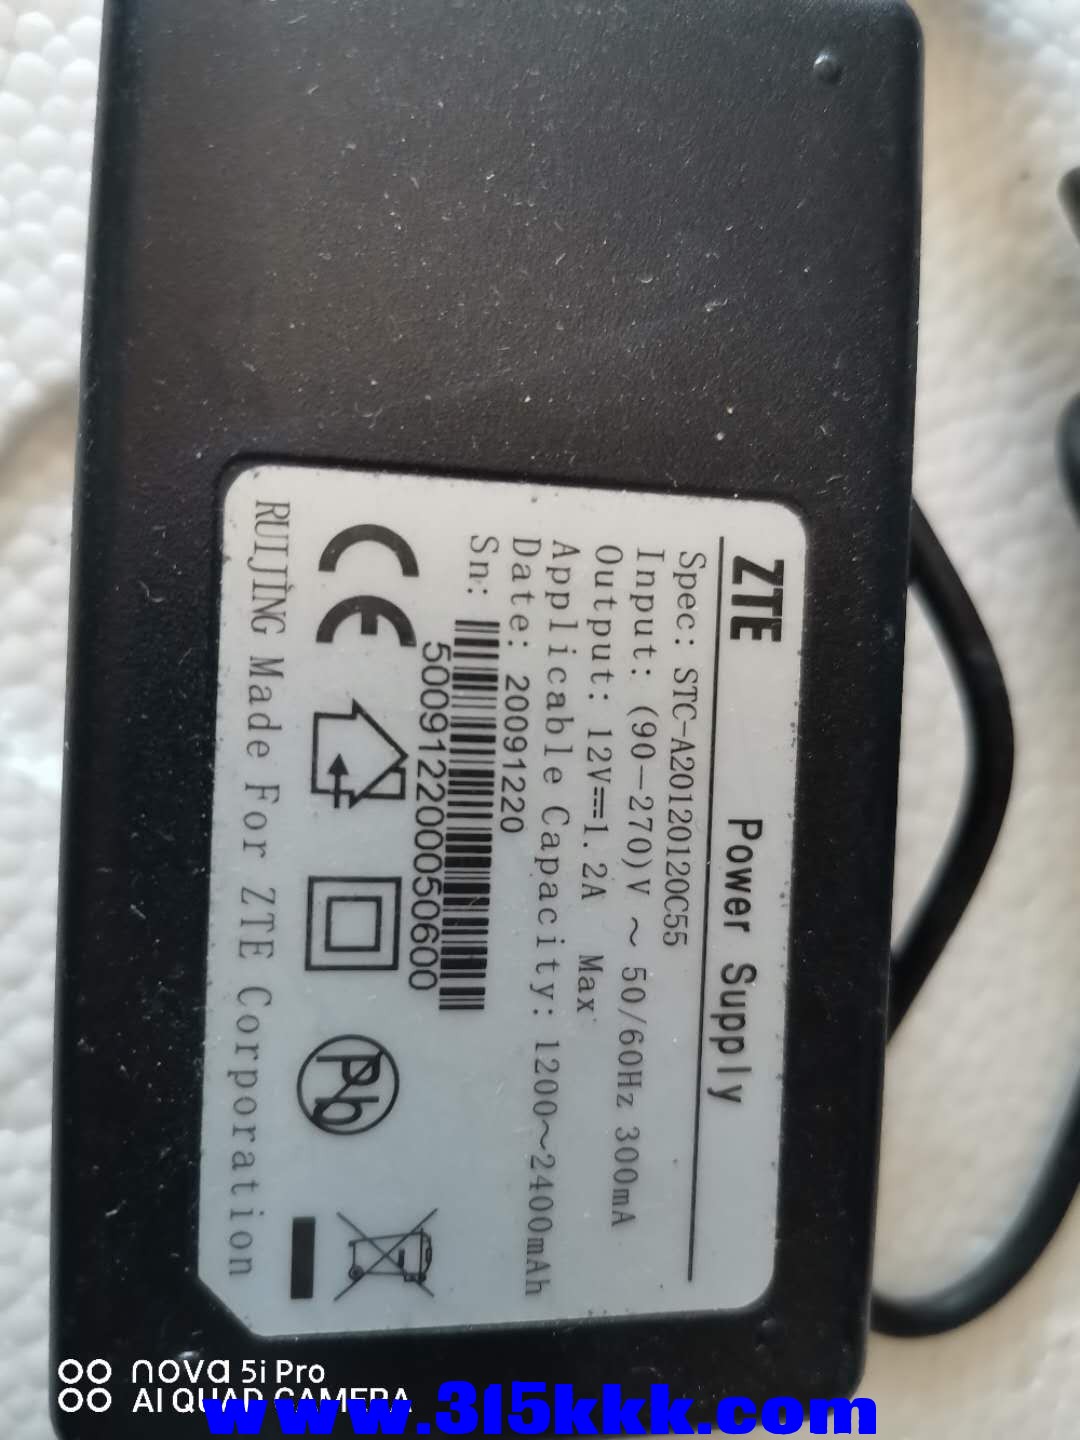 ZTE Power Supply
Spec: STC-A20120120C55
Input: (90-270)V ~ 50/60Hz 300mA
Output: 12V⎓1.2A Max
Applicable Capacity: 1200~2400mAh
Date: 20091220
Sn:
500912200050600
CE
Pb
RUIJING Made For ZTE Corporation
nova 5i Pro
AI QUAD CAMERA
www.315kkk.com